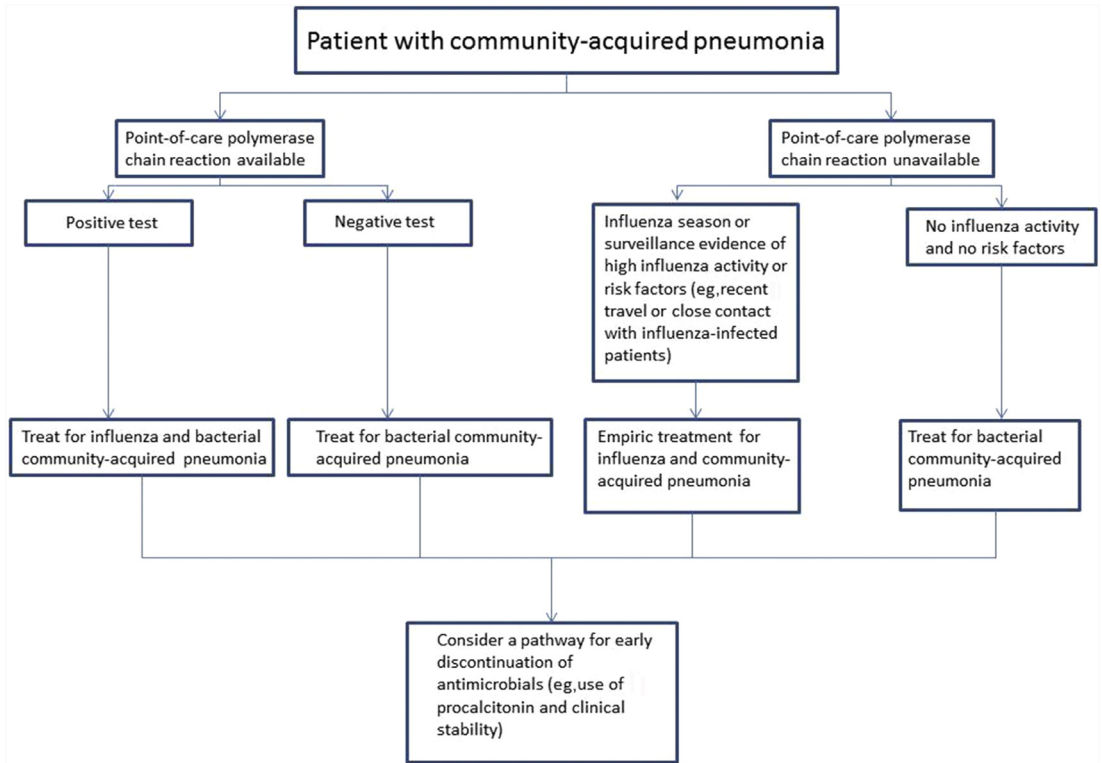 Patient with community-acquired pneumonia
Point-of-care polymerase
chain reaction available
Point-of-care polymerase
chain reaction unavailable
Positive test
Negative test
Influenza season or
surveillance evidence of
high influenza activity or
risk factors (eg,recent
travel or close contact
with influenza-infected
patients)
No influenza activity
and no risk factors
Treat for influenza and bacterial
community-acquired pneumonia
Treat for bacterial community-
acquired pneumonia
Empiric treatment for
influenza and community-
acquired pneumonia
Treat for bacterial
community-acquired
pneumonia
Consider a pathway for early
discontinuation of
antimicrobials (eg,use of
procalcitonin and clinical
stability)